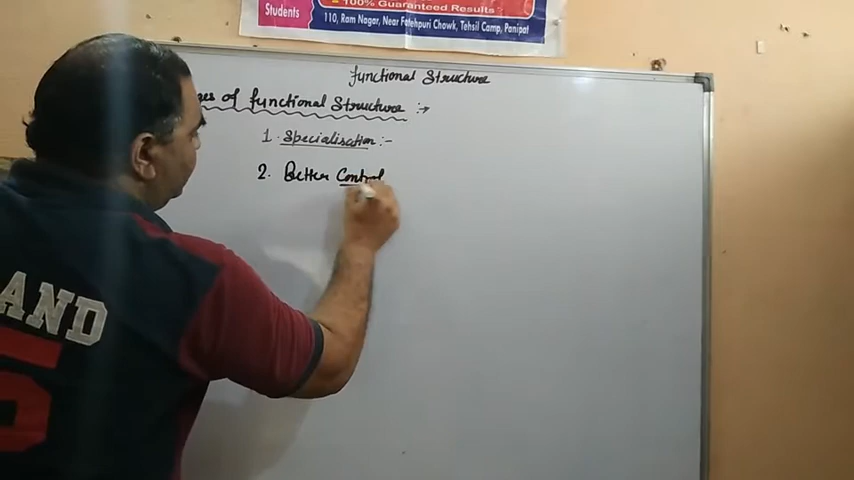 100% Guaranteed Results
Students
110, Ram Nagar, Near Fatehpuri Chowk, Tehsil Camp, Panipat
Functional Structure
of Functional Structure :→
1. Specialisation :-
2. Better Control
AND
5